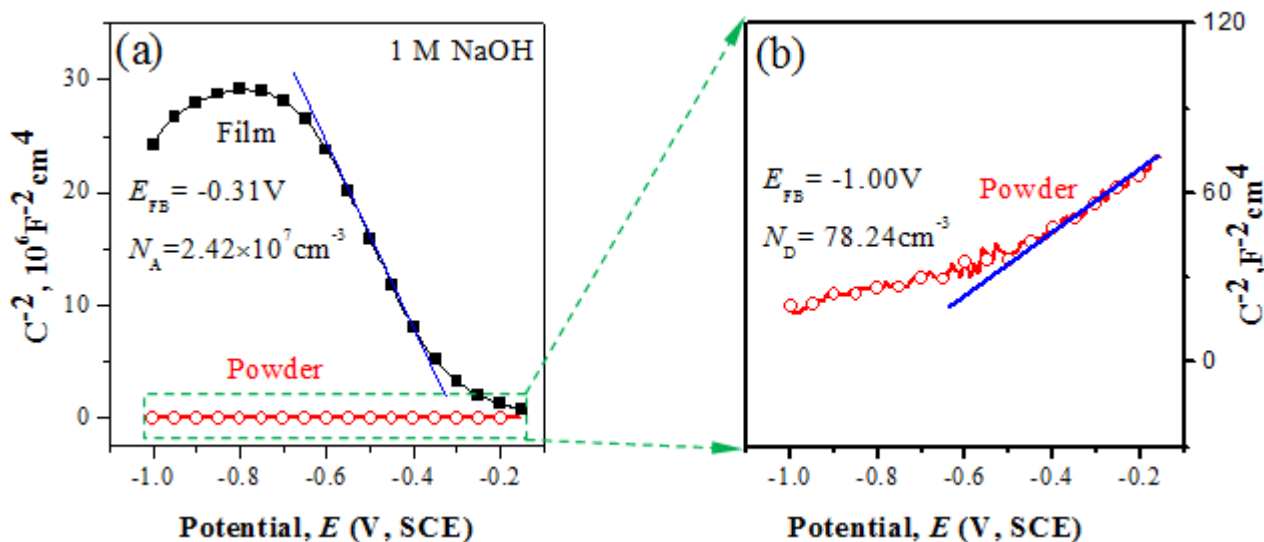 (a)
1 M NaOH
Film
E_FB = -0.31V
N_A=2.42×10^7cm^-3
Powder
30
20
10
0
-1.0 -0.8 -0.6 -0.4 -0.2
C^-2, 10^6F^-2cm^4
Potential, E (V, SCE)
(b)
E_FB = -1.00V
Powder
N_D = 78.24cm^-3
120
60
0
-1.0 -0.8 -0.6 -0.4 -0.2
C^-2,F^-2cm^4
Potential, E (V, SCE)